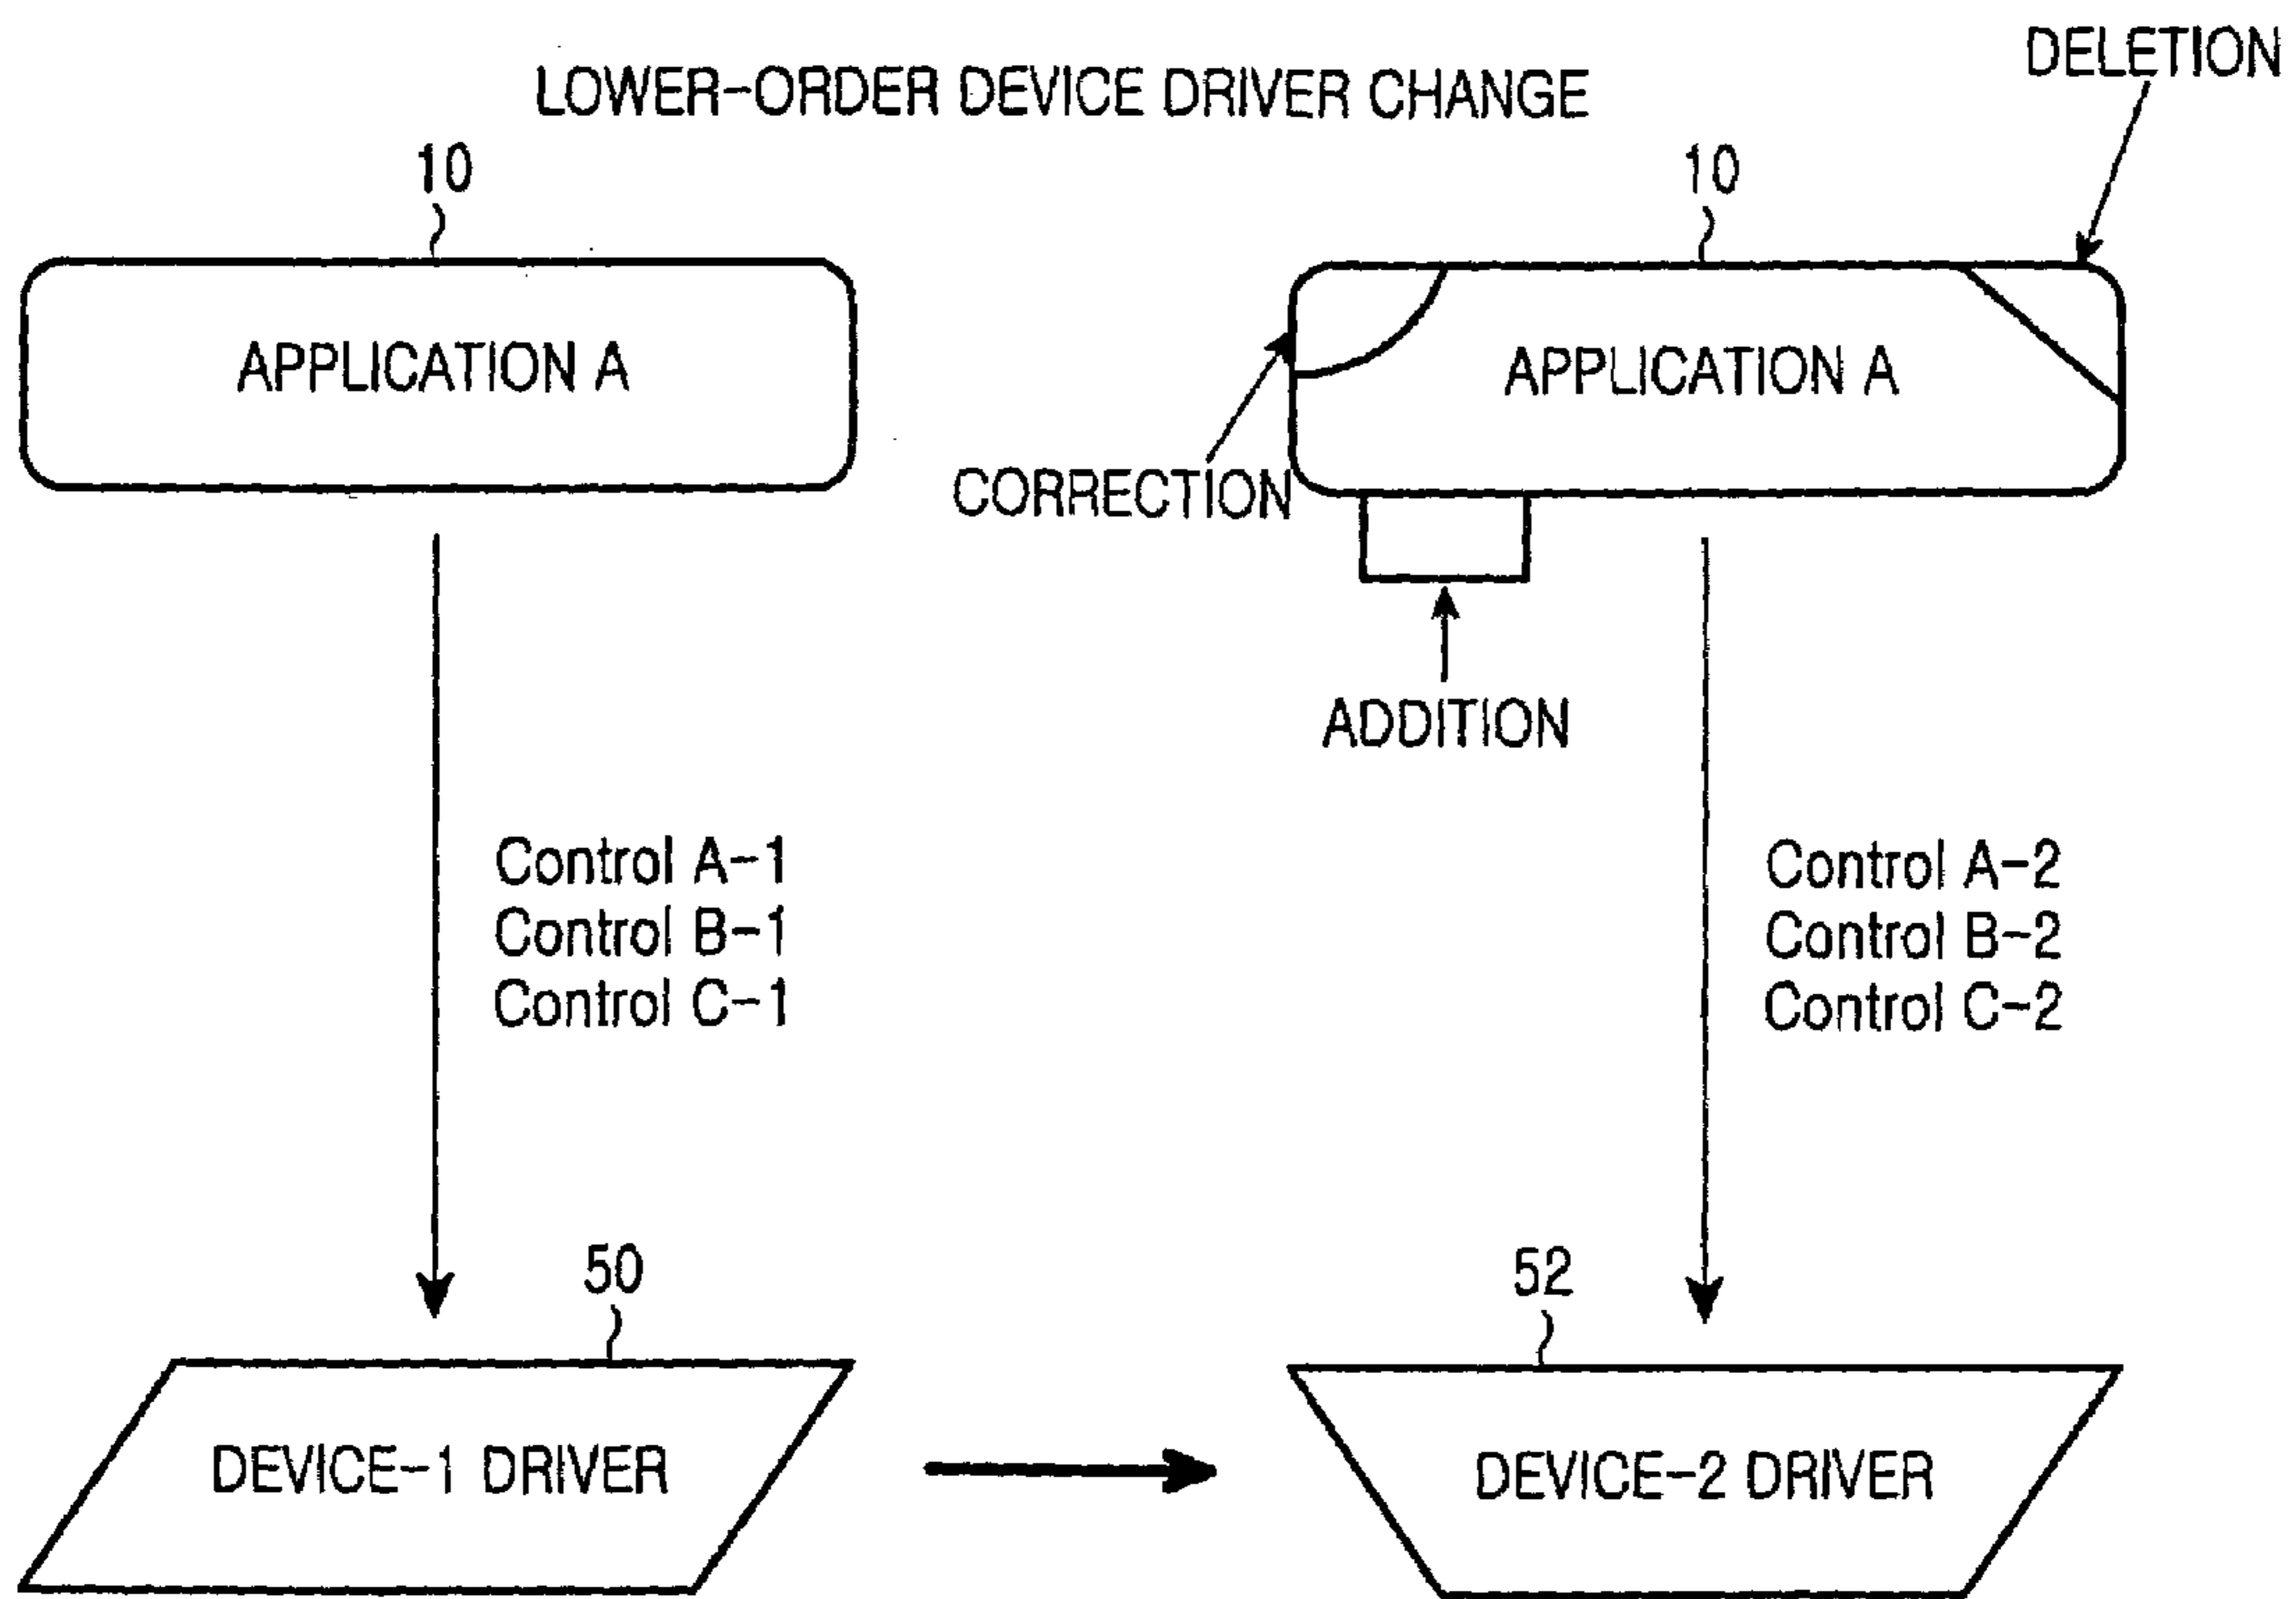 DELETION
LOWER-ORDER DEVICE DRIVER CHANGE
10
10
APPLICATION A
APPLICATION A
CORRECTION
ADDITION
Control A-1
Control B-1
Control C-1
Control A-2
Control B-2
Control C-2
50
52
DEVICE-1 DRIVER
DEVICE-2 DRIVER